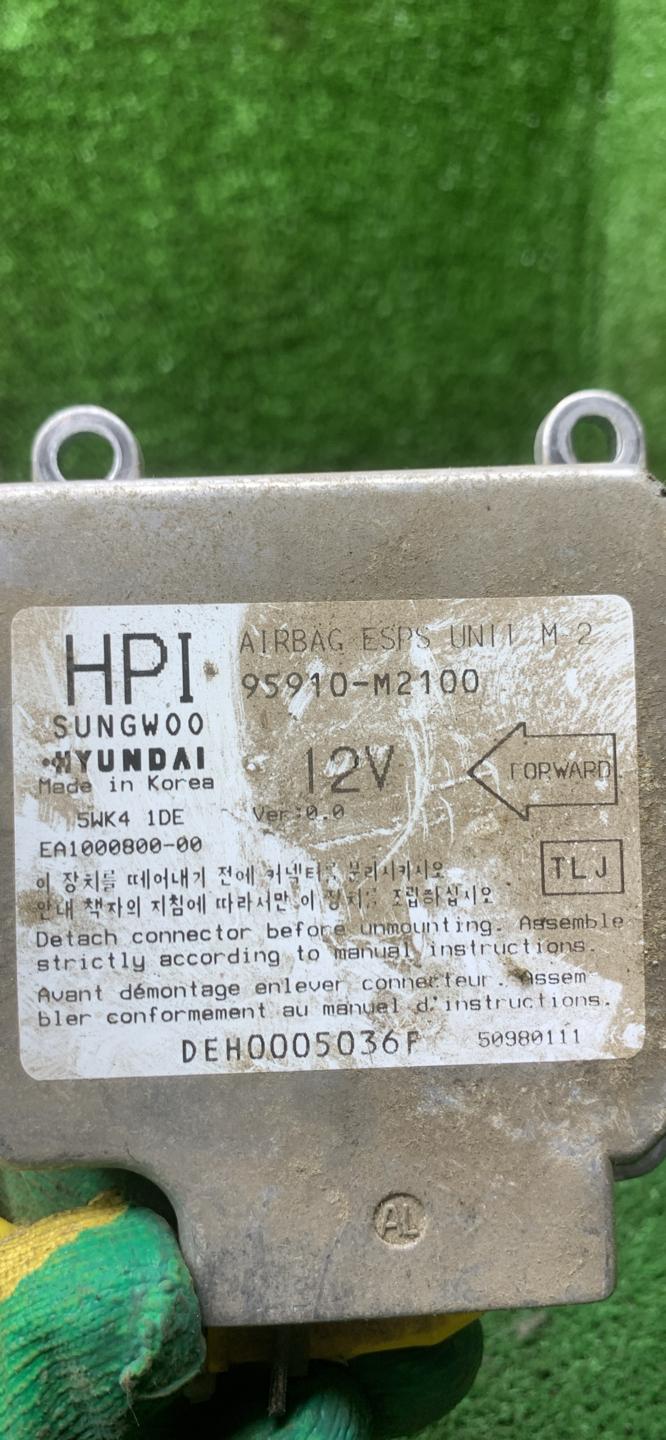 HPI
AIRBAG ESPS UNIT M-2
95910-M2100
SUNGWOO
HYUNDAI
Made in Korea
12V
FORWARD
5WK4 1DE
Ver:0.0
EA1000800-00
TLJ
이 장치를 떼어내기 전에 커넥터를 분리시키시오
안내 책자의 지침에 따라서만 이 장치를 조립하십시오
Detach connector before unmounting. Assemble
strictly according to manual instructions.
Avant démontage enlever connecteur. Assem-
bler conformement au manuel d'instructions.
DEH0005036F
50980111
AL